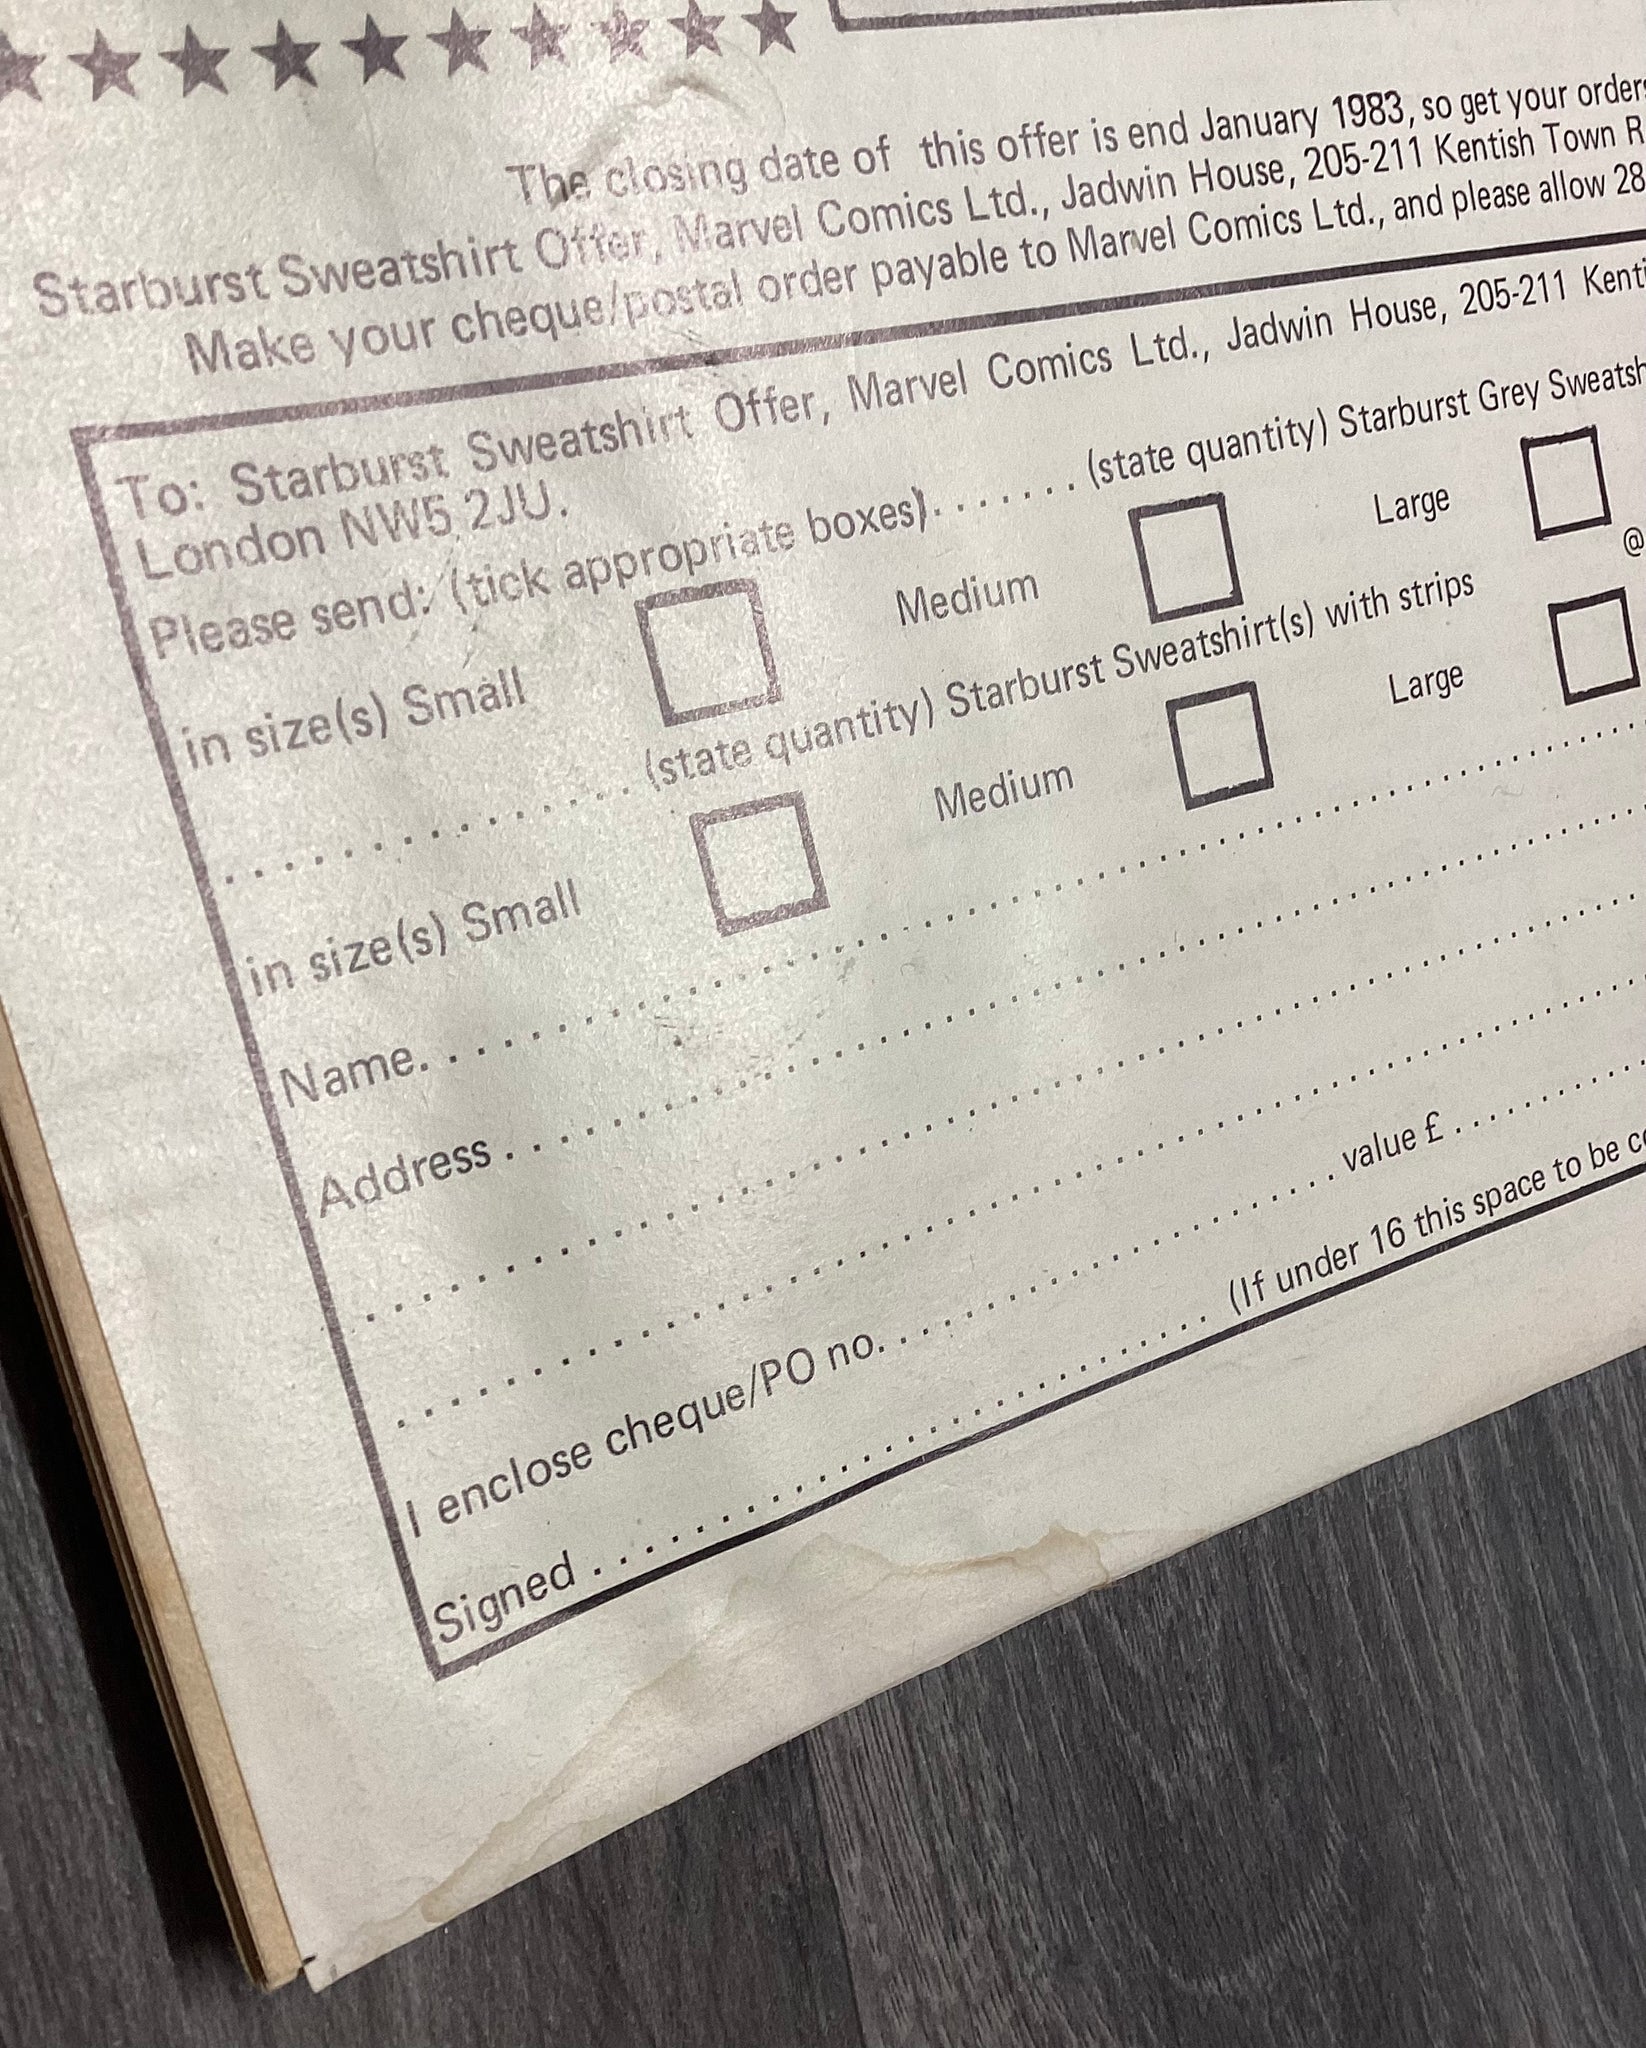 The closing date of this offer is end January 1983, so get your orders
Starburst Sweatshirt Offer, Marvel Comics Ltd., Jadwin House, 205-211 Kentish Town R
Make your cheque/postal order payable to Marvel Comics Ltd., and please allow 28
To: Starburst Sweatshirt Offer, Marvel Comics Ltd., Jadwin House, 205-211 Kenti
London NW5 2JU.
Please send: (tick appropriate boxes). . . . . . . (state quantity) Starburst Grey Sweatsh
in size(s) Small Medium Large
@
. . . . . . . . . . . . . . (state quantity) Starburst Sweatshirt(s) with strips
in size(s) Small Medium Large
Name. . . . . . . . . . . . . . . . . . . . . . . . . . . . . . . . . . . . . . . .
Address . . . . . . . . . . . . . . . . . . . . . . . . . . . . . . . . . . . . . .
. . . . . . . . . . . . . . . . . . . . . . . . . . . . . . . . . . . . . . . . . .
. . . . . . . . . . . . . . . . . . . . . . . . . . . . . . . . . . . . . . . . . .
I enclose cheque/PO no. . . . . . . . . . . . . . . . . . . . value £ . . . . . . . . .
Signed . . . . . . . . . . . . . . . . . . . . . . . . (If under 16 this space to be co